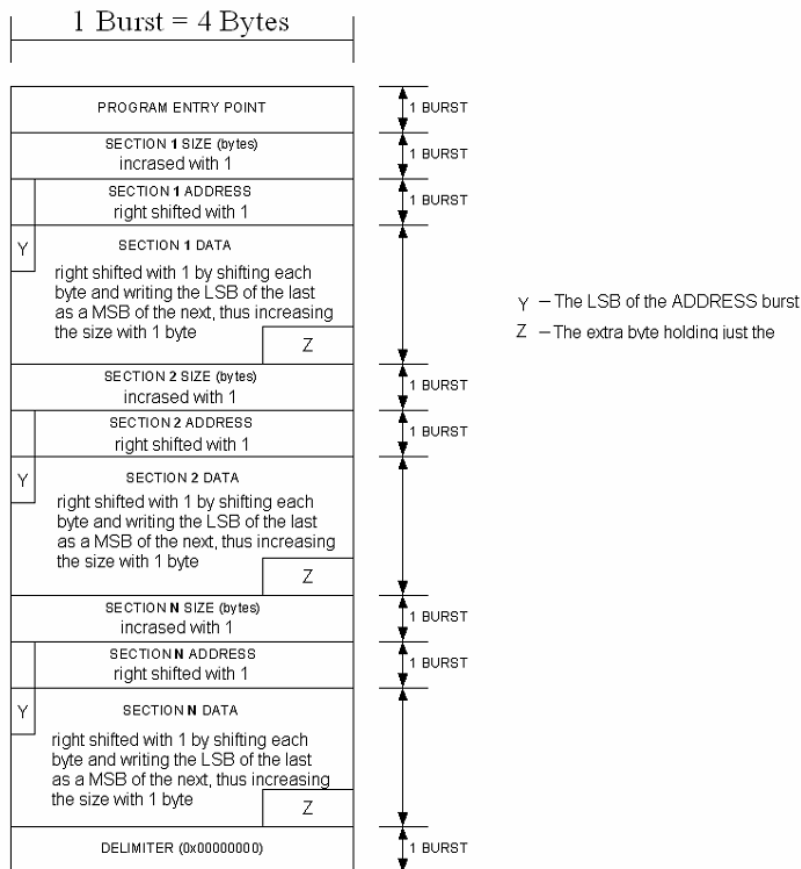 1 Burst = 4 Bytes
PROGRAM ENTRY POINT
1 BURST
SECTION 1 SIZE (bytes)
incrased with 1
1 BURST
SECTION 1 ADDRESS
right shifted with 1
1 BURST
Y
SECTION 1 DATA
right shifted with 1 by shifting each
byte and writing the LSB of the last
as a MSB of the next, thus increasing
the size with 1 byte
Z
Y – The LSB of the ADDRESS burst
Z – The extra byte holding just the
SECTION 2 SIZE (bytes)
incrased with 1
1 BURST
SECTION 2 ADDRESS
right shifted with 1
1 BURST
Y
SECTION 2 DATA
right shifted with 1 by shifting each
byte and writing the LSB of the last
as a MSB of the next, thus increasing
the size with 1 byte
Z
SECTION N SIZE (bytes)
incrased with 1
1 BURST
SECTION N ADDRESS
right shifted with 1
1 BURST
Y
SECTION N DATA
right shifted with 1 by shifting each
byte and writing the LSB of the last
as a MSB of the next, thus increasing
the size with 1 byte
Z
DELIMITER (0x00000000)
1 BURST